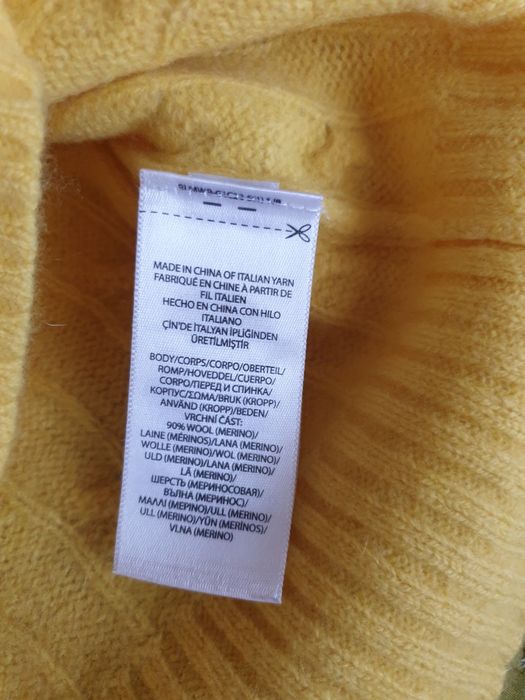 MADE IN CHINA OF ITALIAN YARN
FABRIQUÉ EN CHINE À PARTIR DE
FIL ITALIEN
HECHO EN CHINA CON HILO
ITALIANO
ÇİN'DE İTALYAN İPLİĞİNDEN
ÜRETİLMİŞTİR
BODY/CORPS/CORPO/OBERTEIL/
ROMP/HOVEDDEL/CUERPO/
CORPO/ПЕРЕД И СПИНКА/
КОРПУС/ΣΩΜΑ/BRUK (KROPP)/
ANVÄND (KROPP)/BEDEN/
VRCHNÍ ČÁST:
90% WOOL (MERINO)/
LAINE (MÉRINOS)/LANA (MERINO)/
WOLLE (MERINO)/WOL (MERINO)/
ULD (MERINO)/LANA (MERINO)/
LÃ (MERINO)/
ШЕРСТЬ (МЕРИНОСОВАЯ)/
ВЪЛНА (МЕРИНОС)/
ΜΑΛΛΙ (MERINO)/ULL (MERINO)/
ULL (MERINO)/YÜN (MERİNOS)/
VLNA (MERINO)